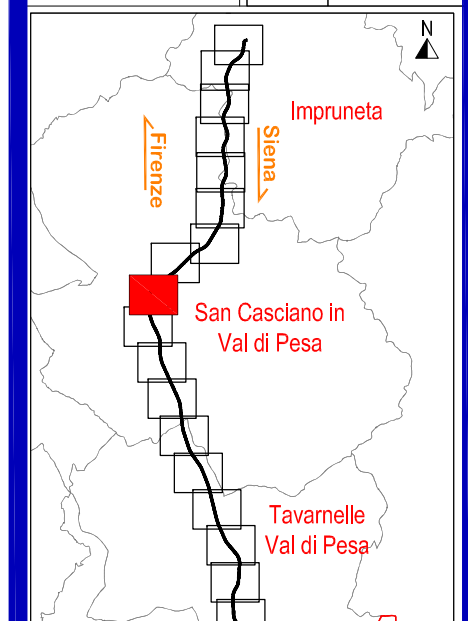 N
Impruneta
Firenze
Siena
San Casciano in
Val di Pesa
Tavarnelle
Val di Pesa